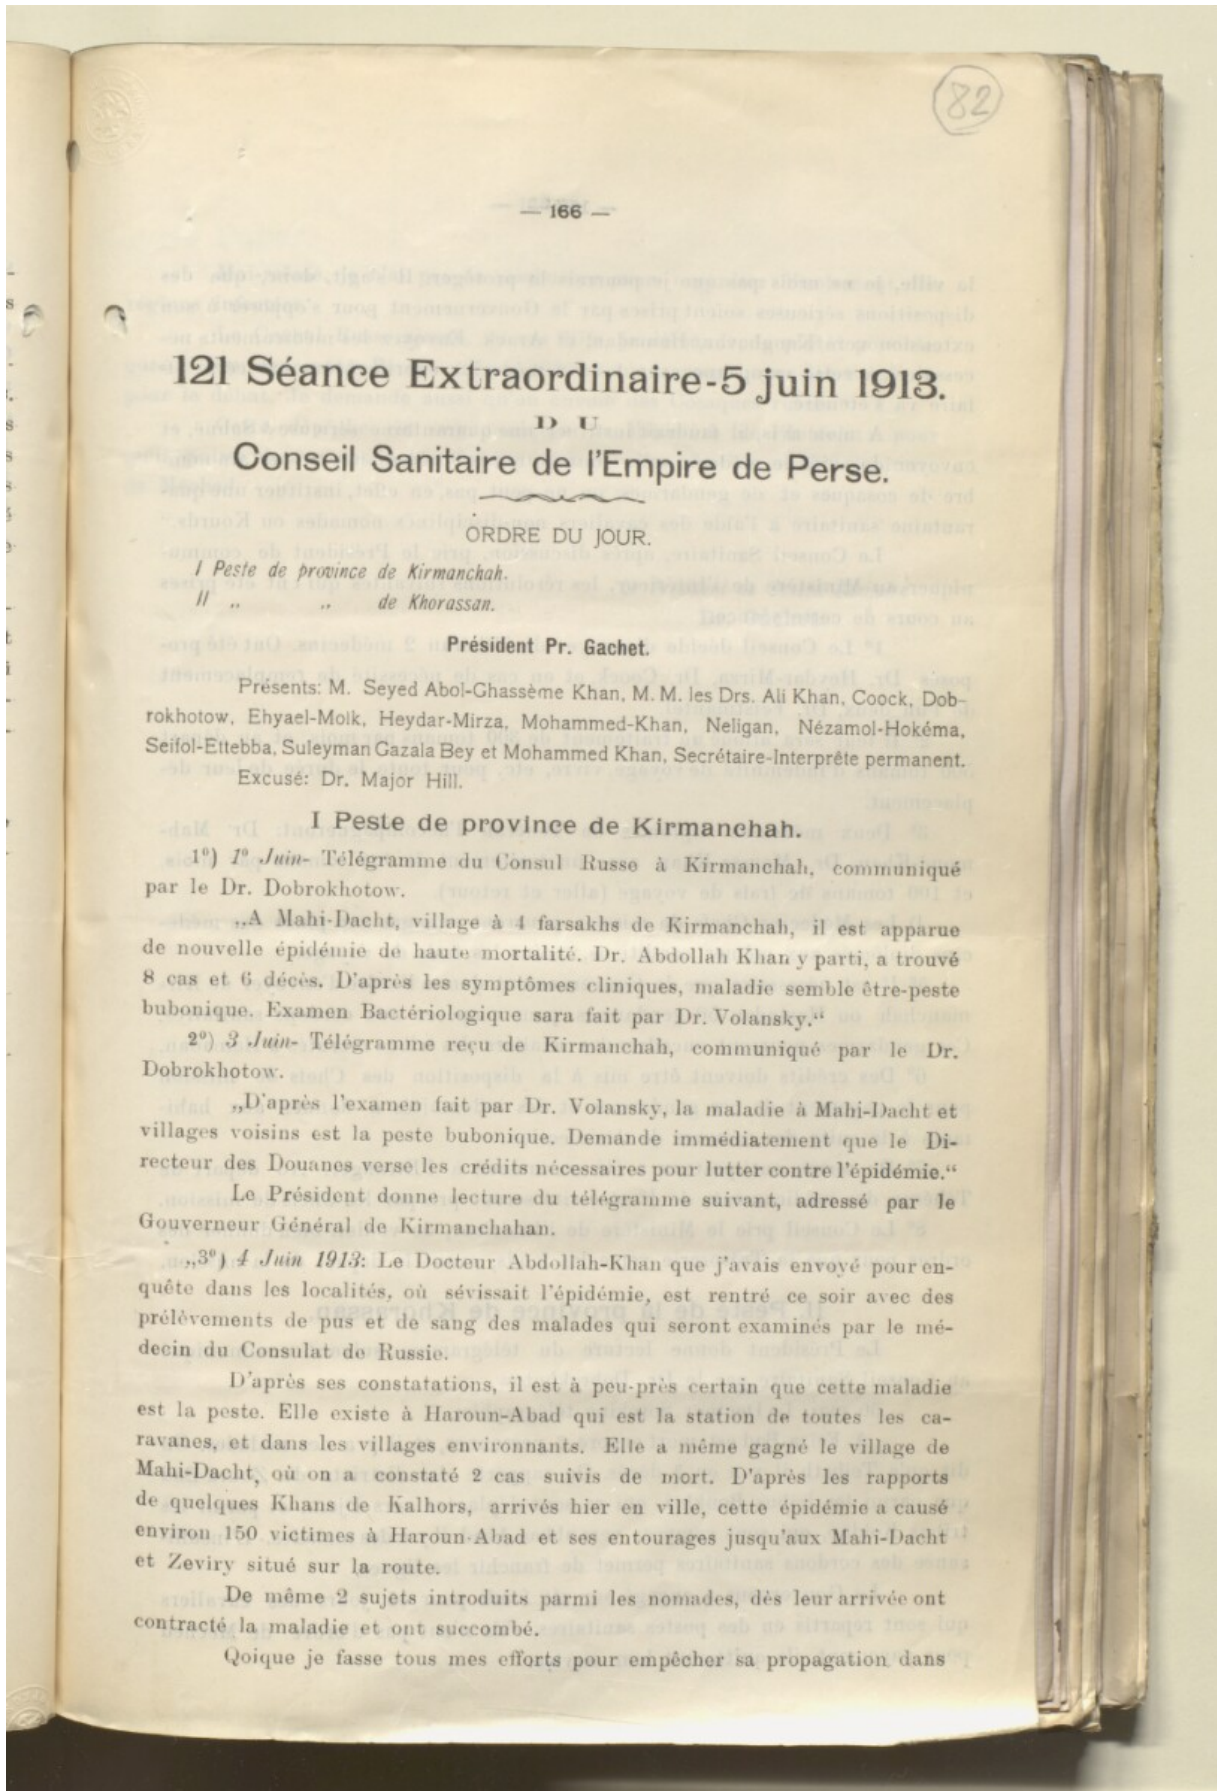 82
— 166 —
121 Séance Extraordinaire-5 juin 1913.
DU
Conseil Sanitaire de l'Empire de Perse.
ORDRE DU JOUR.
I Peste de province de Kirmanchah.
II „ „ de Khorassan.
Président Pr. Gachet.
Présents: M. Seyed Abol-Ghassème Khan, M. M. les Drs. Ali Khan, Coock, Dob-
rokhotow, Ehyael-Molk, Heydar-Mirza, Mohammed-Khan, Neligan, Nézamol-Hokéma,
Seifol-Ettebba, Suleyman Gazala Bey et Mohammed Khan, Secrétaire-Interprête permanent.
Excusé: Dr. Major Hill.
I Peste de province de Kirmanchah.
1º) 1º Juin- Télégramme du Consul Russe à Kirmanchah, communiqué
par le Dr. Dobrokhotow.
„A Mahi-Dacht, village à 4 farsakhs de Kirmanchah, il est apparue
de nouvelle épidémie de haute mortalité. Dr. Abdollah Khan y parti, a trouvé
8 cas et 6 décès. D'après les symptômes cliniques, maladie semble être-peste
bubonique. Examen Bactériologique sara fait par Dr. Volansky.“
2º) 3 Juin- Télégramme reçu de Kirmanchah, communiqué par le Dr.
Dobrokhotow.
„D'après l'examen fait par Dr. Volansky, la maladie à Mahi-Dacht et
villages voisins est la peste bubonique. Demande immédiatement que le Di-
recteur des Douanes verse les crédits nécessaires pour lutter contre l'épidémie.“
Le Président donne lecture du télégramme suivant, adressé par le
Gouverneur Général de Kirmanchahan.
„3º) 4 Juin 1913: Le Docteur Abdollah-Khan que j'avais envoyé pour en-
quête dans les localités, où sévissait l'épidémie, est rentré ce soir avec des
prélèvements de pus et de sang des malades qui seront examinés par le mé-
decin du Consulat de Russie.
D'après ses constatations, il est à peu-près certain que cette maladie
est la peste. Elle existe à Haroun-Abad qui est la station de toutes les ca-
ravanes, et dans les villages environnants. Elle a même gagné le village de
Mahi-Dacht, où on a constaté 2 cas suivis de mort. D'après les rapports
de quelques Khans de Kalhors, arrivés hier en ville, cette épidémie a causé
environ 150 victimes à Haroun-Abad et ses entourages jusqu'aux Mahi-Dacht
et Zeviry situé sur la route.
De même 2 sujets introduits parmi les nomades, dès leur arrivée ont
contracté la maladie et ont succombé.
Qoique je fasse tous mes efforts pour empêcher sa propagation dans